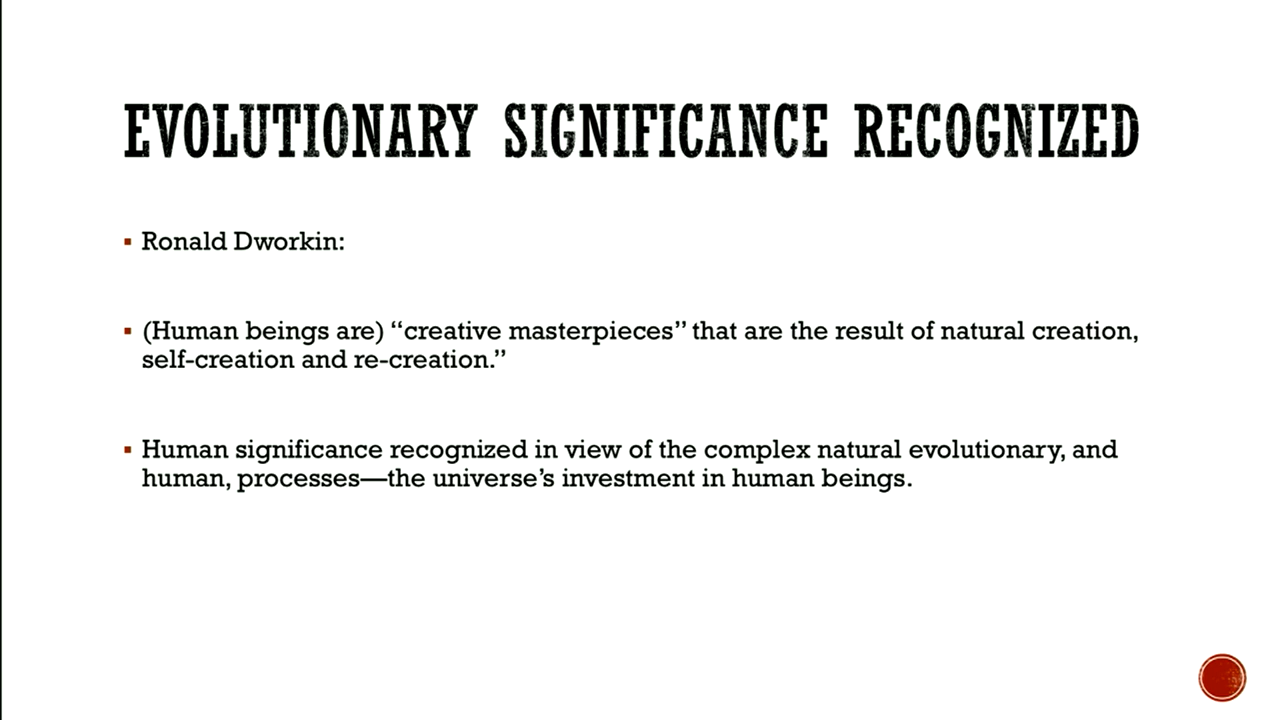 EVOLUTIONARY SIGNIFICANCE RECOGNIZED
▪ Ronald Dworkin:
▪ (Human beings are) “creative masterpieces” that are the result of natural creation,
self-creation and re-creation.”
▪ Human significance recognized in view of the complex natural evolutionary, and
human, processes—the universe’s investment in human beings.